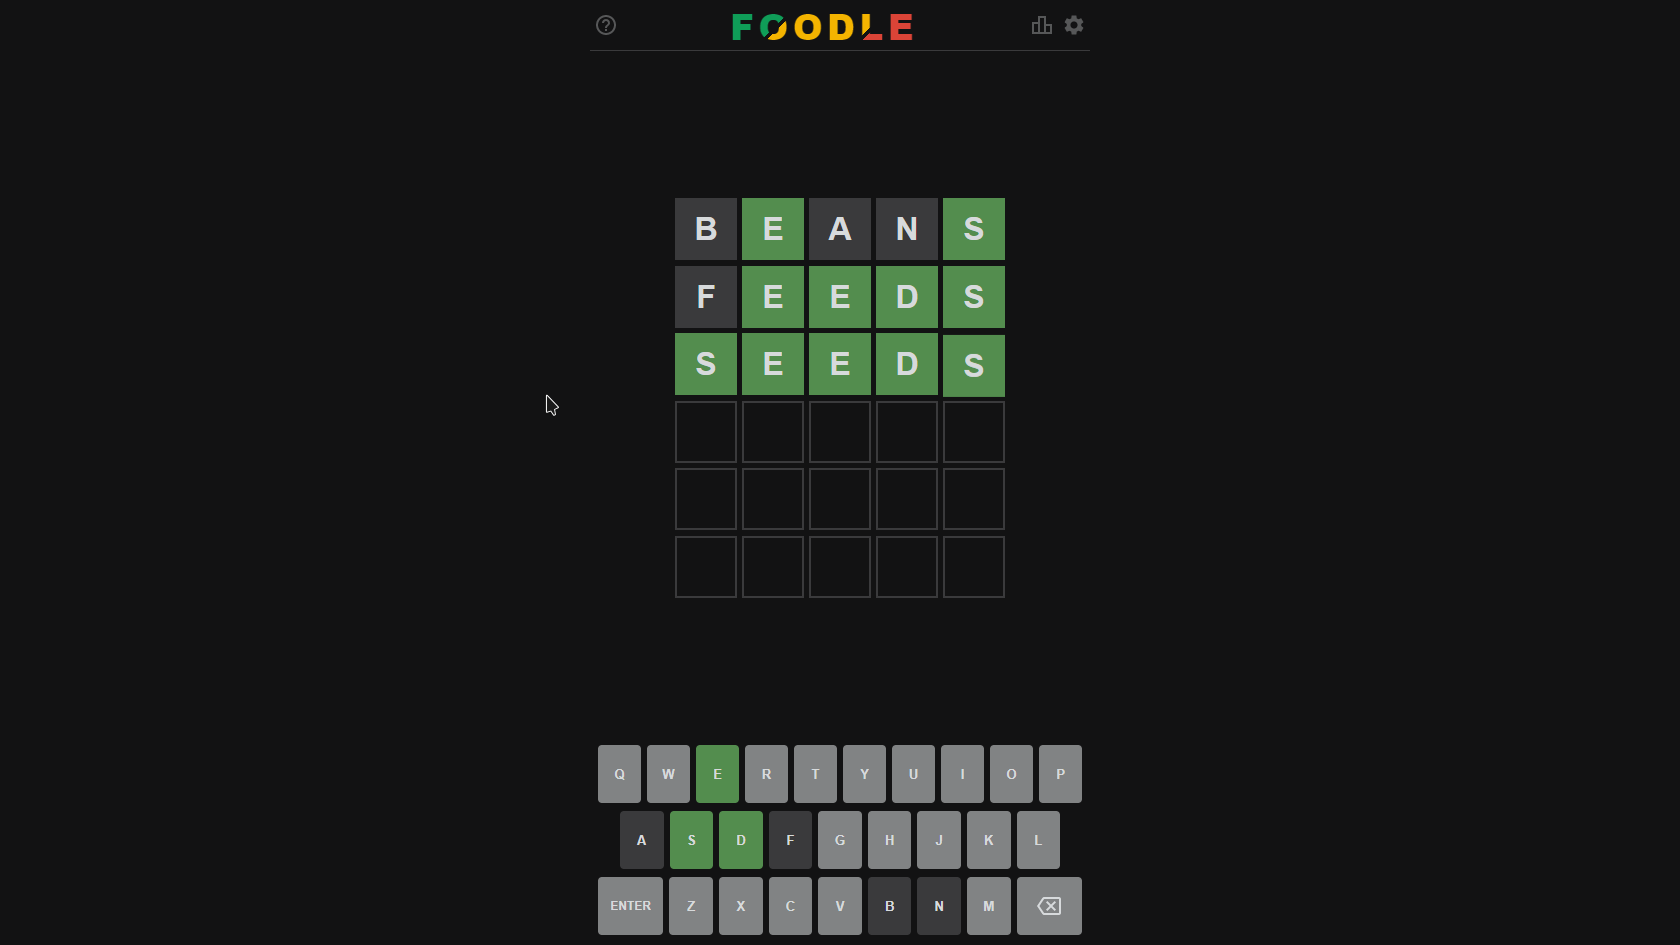 FOODLE
B E A N S
F E E D S
S E E D S
Q W E R T Y U I O P
A S D F G H J K L
ENTER Z X C V B N M